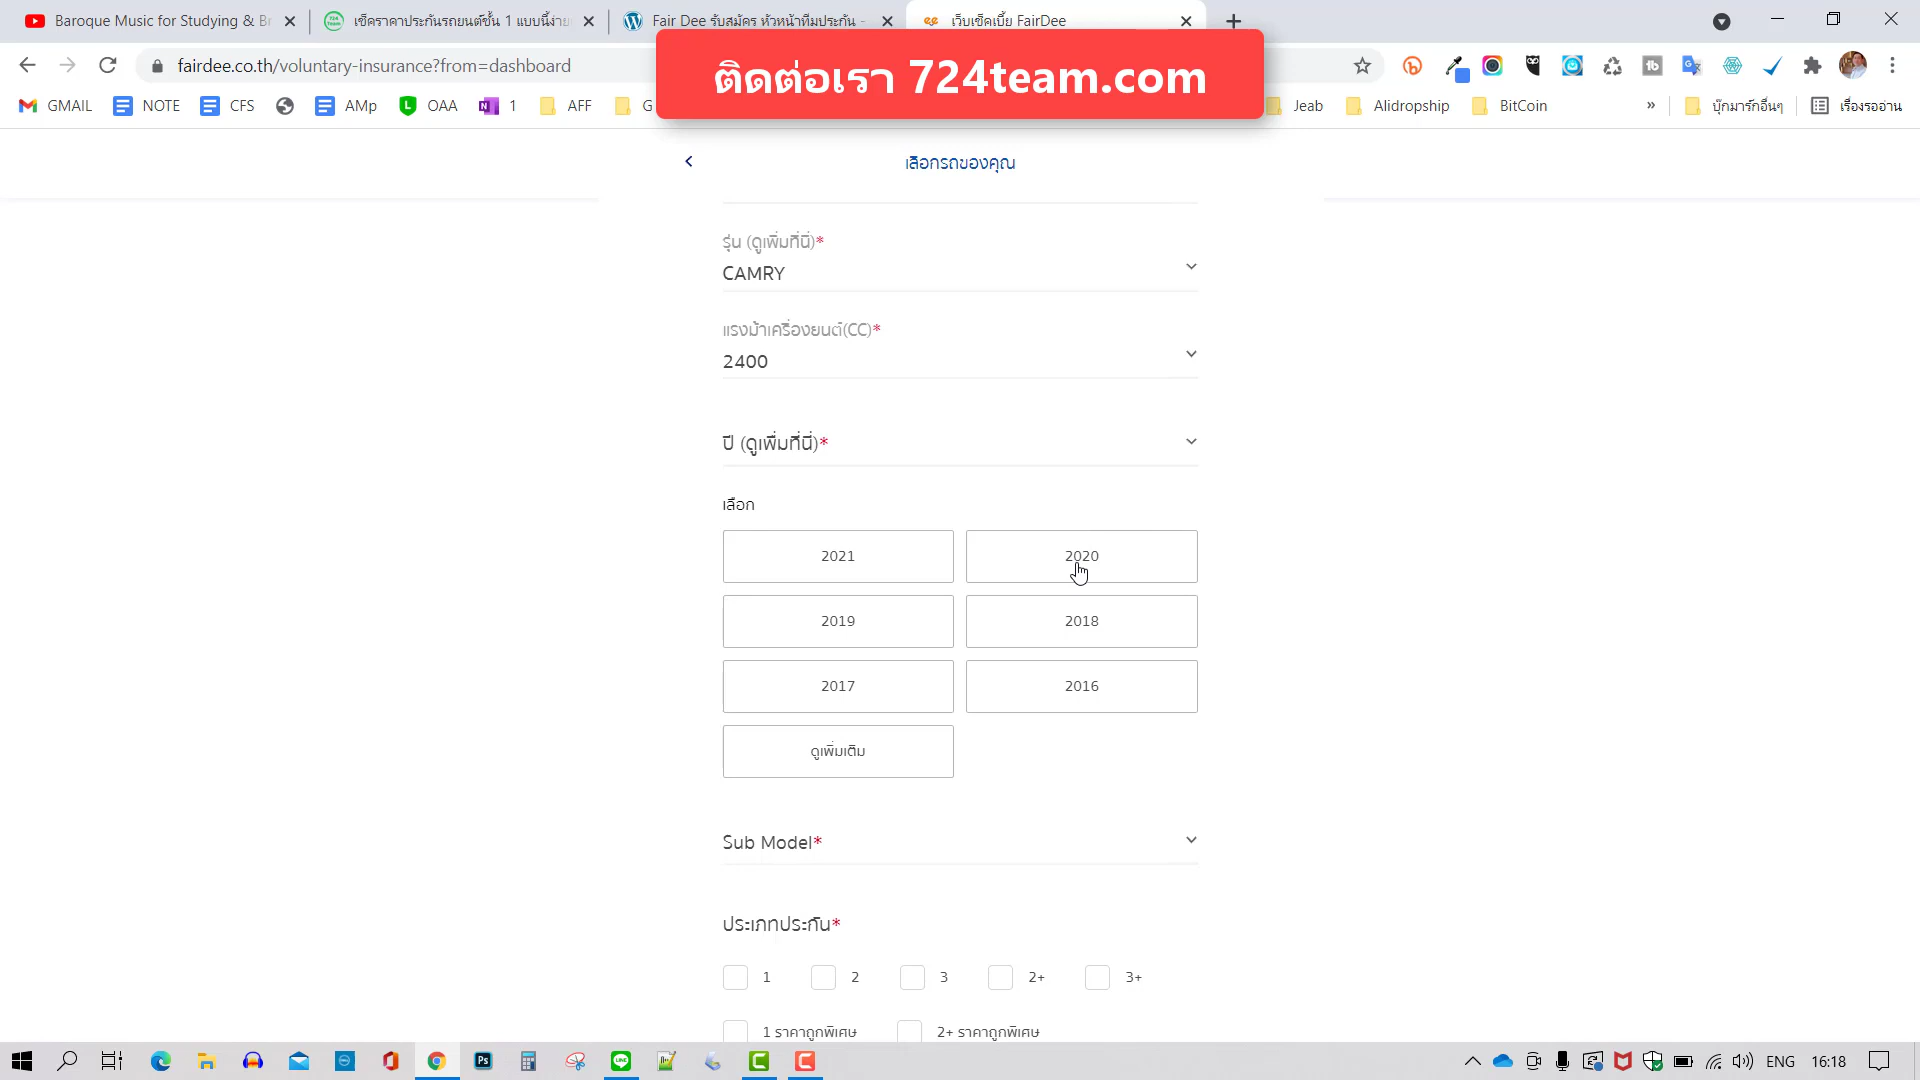 Baroque Music for Studying & Br
เช็คราคาประกันรถยนต์ชั้น 1 แบบนี้ง่าย
Fair Dee รับสมัคร หัวหน้าทีมประกัน -
เว็บเช็คเบี้ย FairDee
fairdee.co.th/voluntary-insurance?from=dashboard
ติดต่อเรา 724team.com
GMAIL
NOTE
CFS
AMp
OAA
1
AFF
G
Jeab
Alidropship
BitCoin
»
บุ๊กมาร์กอื่นๆ
เรื่องรออ่าน
เลือกรถของคุณ
รุ่น (ดูเพิ่มที่นี่)*
CAMRY
แรงม้าเครื่องยนต์(CC)*
2400
ปี (ดูเพิ่มที่นี่)*
เลือก
2021
2020
2019
2018
2017
2016
ดูเพิ่มเติม
Sub Model*
ประเภทประกัน*
1
2
3
2+
3+
1 ราคาถูกพิเศษ
2+ ราคาถูกพิเศษ
ENG
16:18